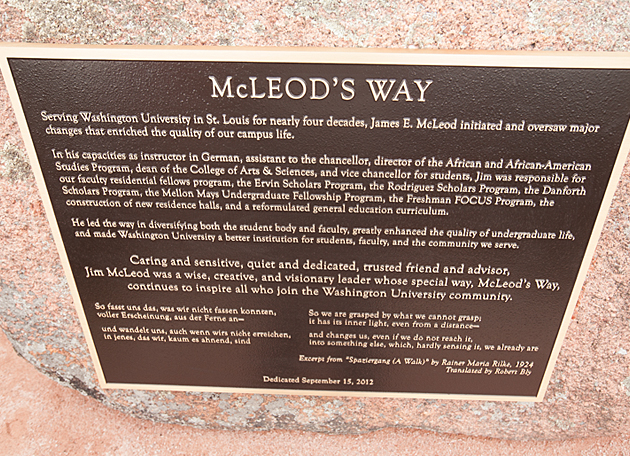 McLEOD'S WAY
Serving Washington University in St. Louis for nearly four decades, James E. McLeod initiated and oversaw major
changes that enriched the quality of our campus life.
In his capacities as instructor in German, assistant to the chancellor, director of the African and African-American
Studies Program, dean of the College of Arts & Sciences, and vice chancellor for students, Jim was responsible for
our faculty residential fellows program, the Ervin Scholars Program, the Rodriguez Scholars Program, the Danforth
Scholars Program, the Mellon Mays Undergraduate Fellowship Program, the Freshman FOCUS Program, the
construction of new residence halls, and a reformulated general education curriculum.
He led the way in diversifying both the student body and faculty, greatly enhanced the quality of undergraduate life,
and made Washington University a better institution for students, faculty, and the community we serve.
Caring and sensitive, quiet and dedicated, trusted friend and advisor,
Jim McLeod was a wise, creative, and visionary leader whose special way, McLeod's Way,
continues to inspire all who join the Washington University community.
So fasst uns das, was wir nicht fassen konnten,
voller Erscheinung, aus der Ferne an—
und wandelt uns, auch wenn wirs nicht erreichen,
in jenes, das wir, kaum es ahnend, sind
So we are grasped by what we cannot grasp;
it has its inner light, even from a distance—
and changes us, even if we do not reach it,
into something else, which, hardly sensing it, we already are
Excerpt from "Spaziergang (A Walk)" by Rainer Maria Rilke, 1924
Translated by Robert Bly
Dedicated September 15, 2012